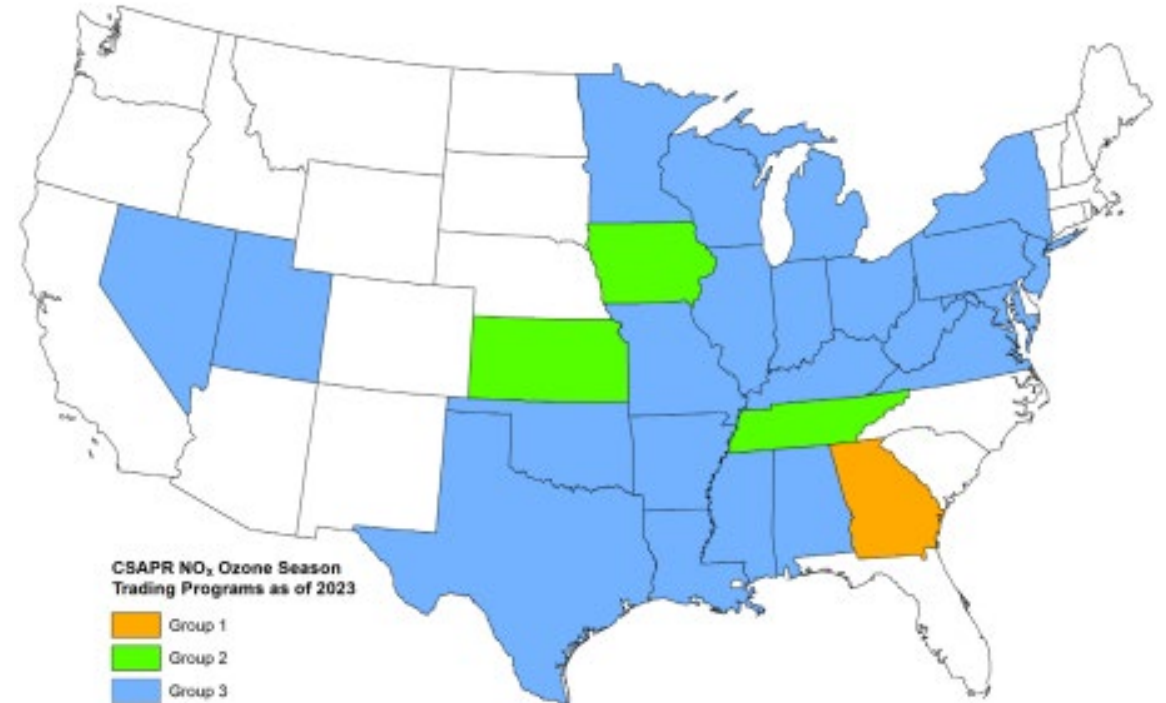 CSAPR NOₓ Ozone Season
Trading Programs as of 2023
Group 1
Group 2
Group 3